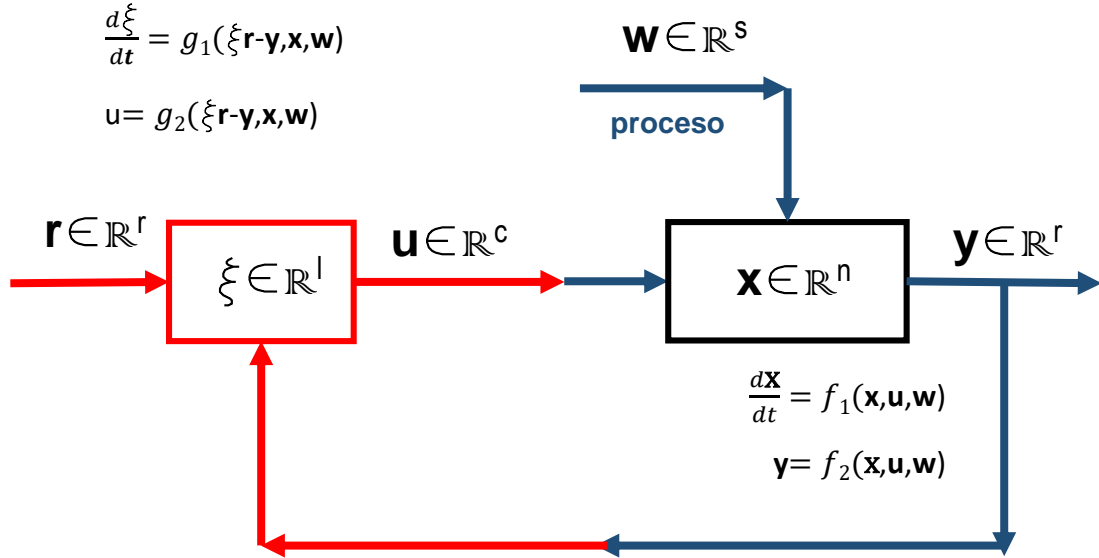 dξ/dt = g₁(ξr-y,x,w)
u= g₂(ξr-y,x,w)
w∈ℝˢ
proceso
r∈ℝʳ
ξ∈ℝˡ
u∈ℝᶜ
x∈ℝⁿ
y∈ℝʳ
dx/dt = f₁(x,u,w)
y= f₂(x,u,w)